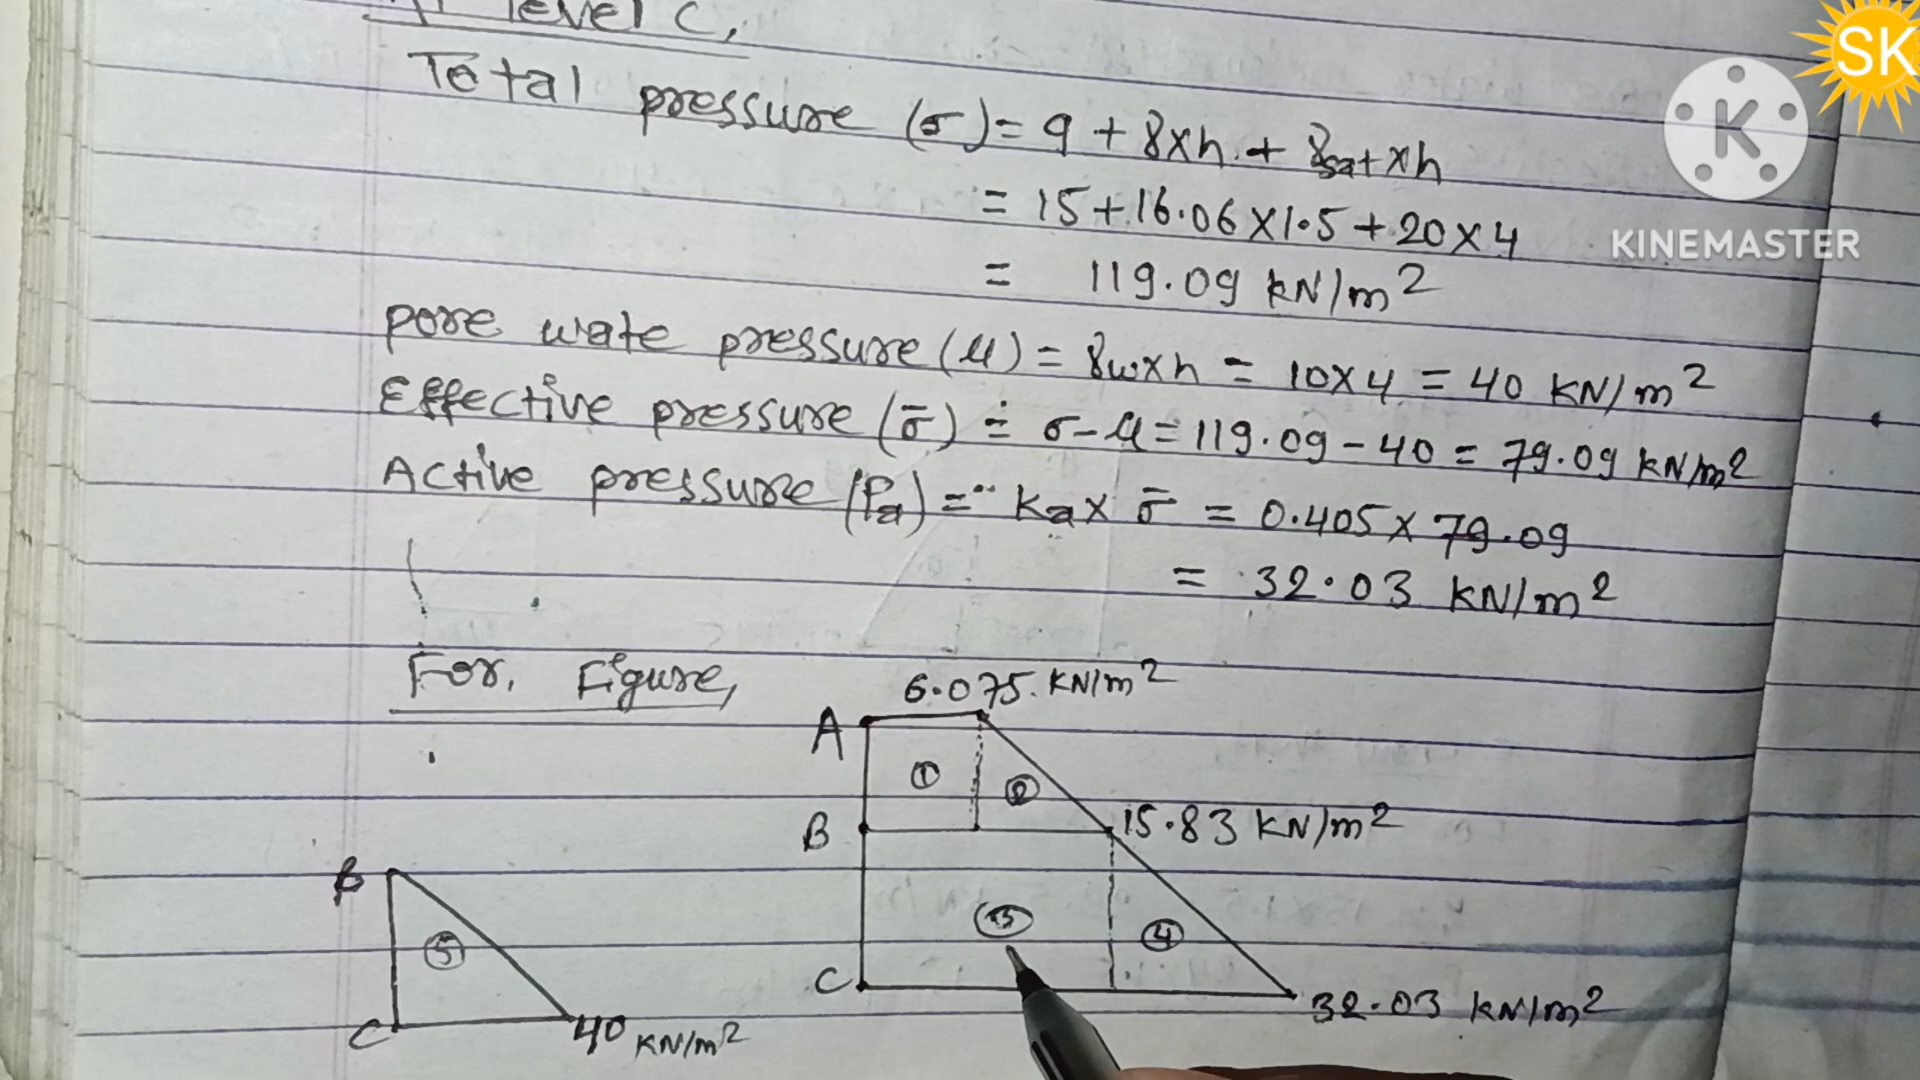 level C,
Total pressure (σ) = q + γxh + γsat xh
= 15 + 16.06 x 1.5 + 20 x 4
= 119.09 kN/m²
pore wate pressure (u) = γw x h = 10 x 4 = 40 kN/m²
Effective pressure (σ̄) = σ - u = 119.09 - 40 = 79.09 kN/m²
Active pressure (Pa) = Ka x σ̄ = 0.405 x 79.09
= 32.03 kN/m²
For, Figure,
6.075 kN/m²
A
① ②
B 15.83 kN/m²
③ ④
C 32.03 kN/m²
B
⑤
C 40 kN/m²
SK
K
KINEMASTER